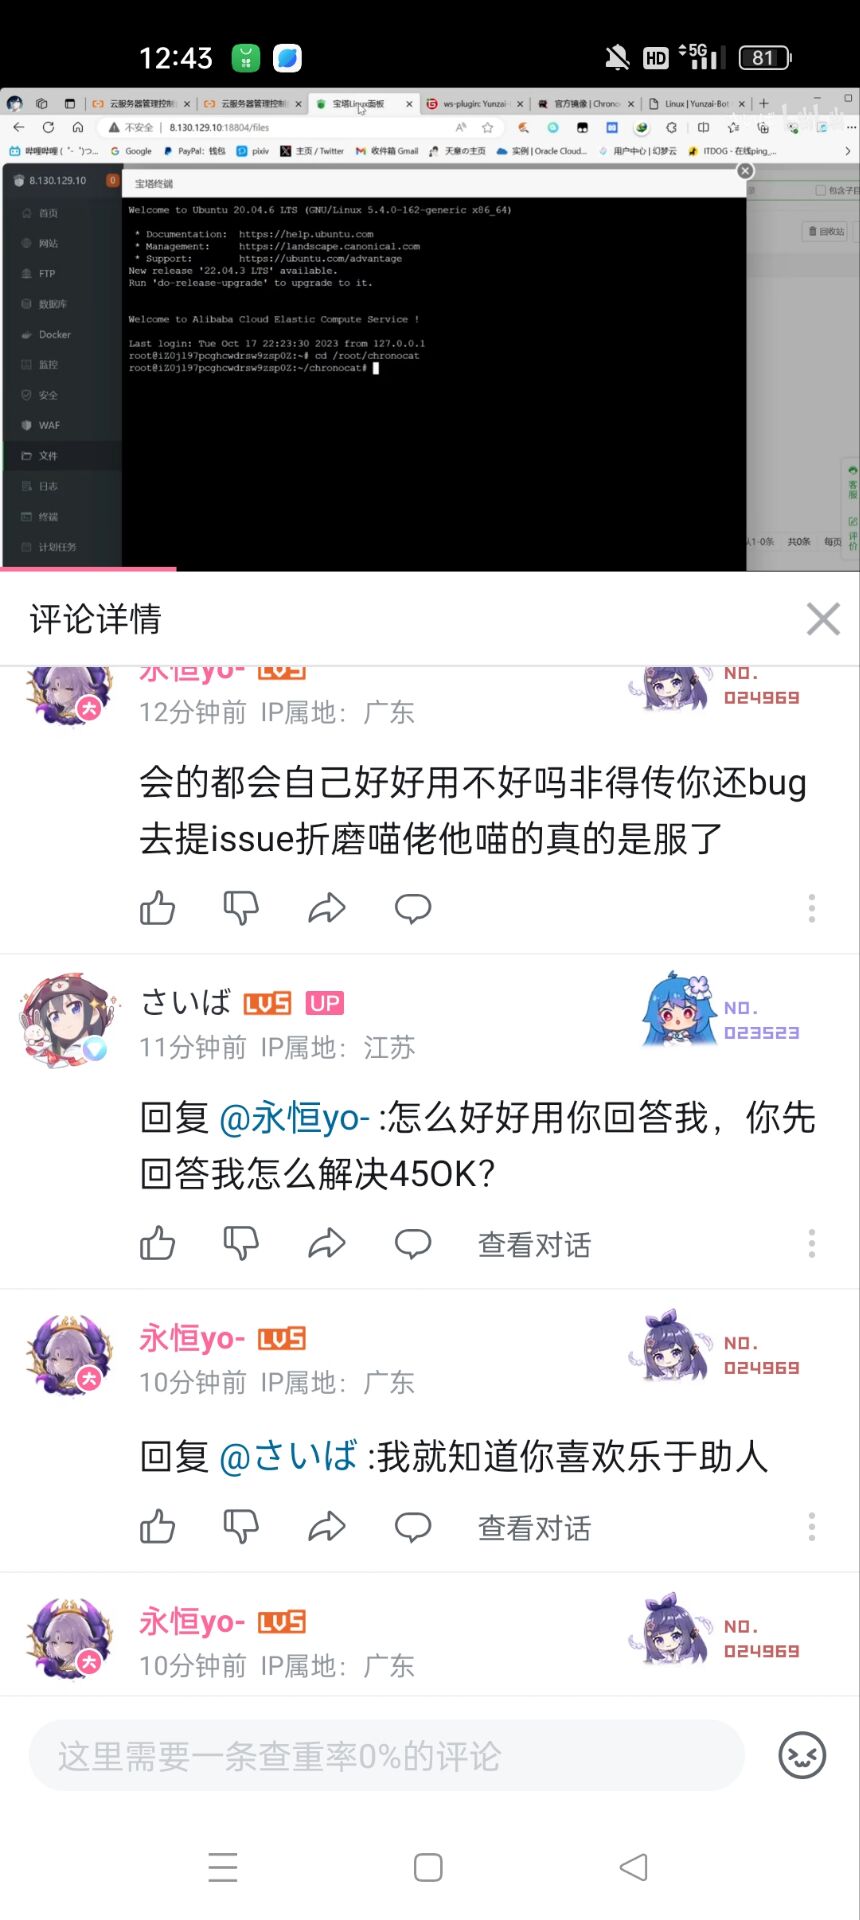 12:43
HD 5G 81
云服务器管理控制 云服务器管理控制 宝塔Linux面板 ws-plugin: Yunzai- 官方镜像 | Chrono Linux | Yunzai-Bot
不安全 8.130.129.10:18804/files
Google PayPal: 钱包 pixiv 主页 / Twitter 收件箱 Gmail 天童の主页 实例 | Oracle Cloud... 用户中心 | 幻梦云 ITDOG - 在线ping_...
8.130.129.10 0
宝塔终端
包含子目
首页
网站
FTP
数据库
Docker
监控
安全
WAF
文件
日志
终端
计划任务
回收站
Welcome to Ubuntu 20.04.6 LTS (GNU/Linux 5.4.0-162-generic x86_64)
* Documentation: https://help.ubuntu.com
* Management: https://landscape.canonical.com
* Support: https://ubuntu.com/advantage
New release '22.04.3 LTS' available.
Run 'do-release-upgrade' to upgrade to it.
Welcome to Alibaba Cloud Elastic Compute Service !
Last login: Tue Oct 17 22:23:30 2023 from 127.0.0.1
root@iZ0jl97pcghcwdrsw9zsp0Z:~# cd /root/chronocat
root@iZ0jl97pcghcwdrsw9zsp0Z:~/chronocat#
客服
评价
共0条 每页
评论详情
永恒yo- LV5
NO.
024969
12分钟前 IP属地：广东
会的都会自己好好用不好吗非得传你还bug
去提issue折磨喵佬他喵的真的是服了
さいば LV5 UP
NO.
023523
11分钟前 IP属地：江苏
回复 @永恒yo- :怎么好好用你回答我，你先
回答我怎么解决45OK?
查看对话
永恒yo- LV5
NO.
024969
10分钟前 IP属地：广东
回复 @さいば :我就知道你喜欢乐于助人
查看对话
永恒yo- LV5
NO.
024969
10分钟前 IP属地：广东
这里需要一条查重率0%的评论